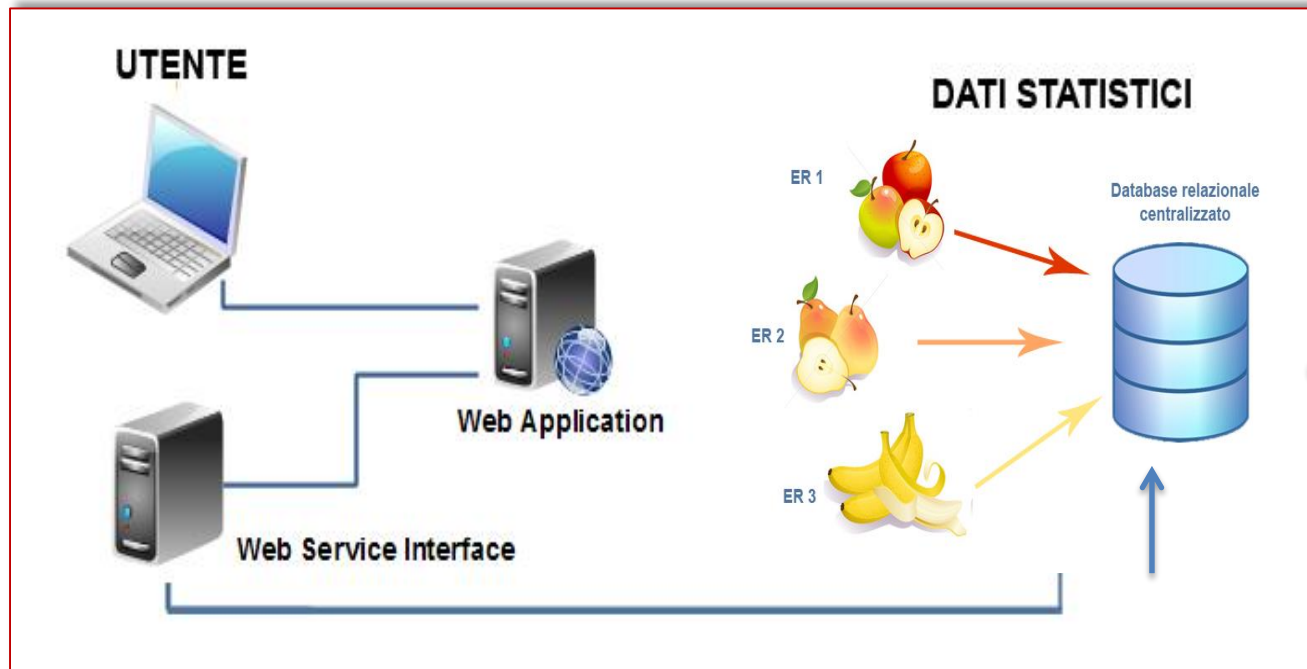 UTENTE
DATI STATISTICI
ER 1
Database relazionale
centralizzato
ER 2
Web Application
ER 3
Web Service Interface